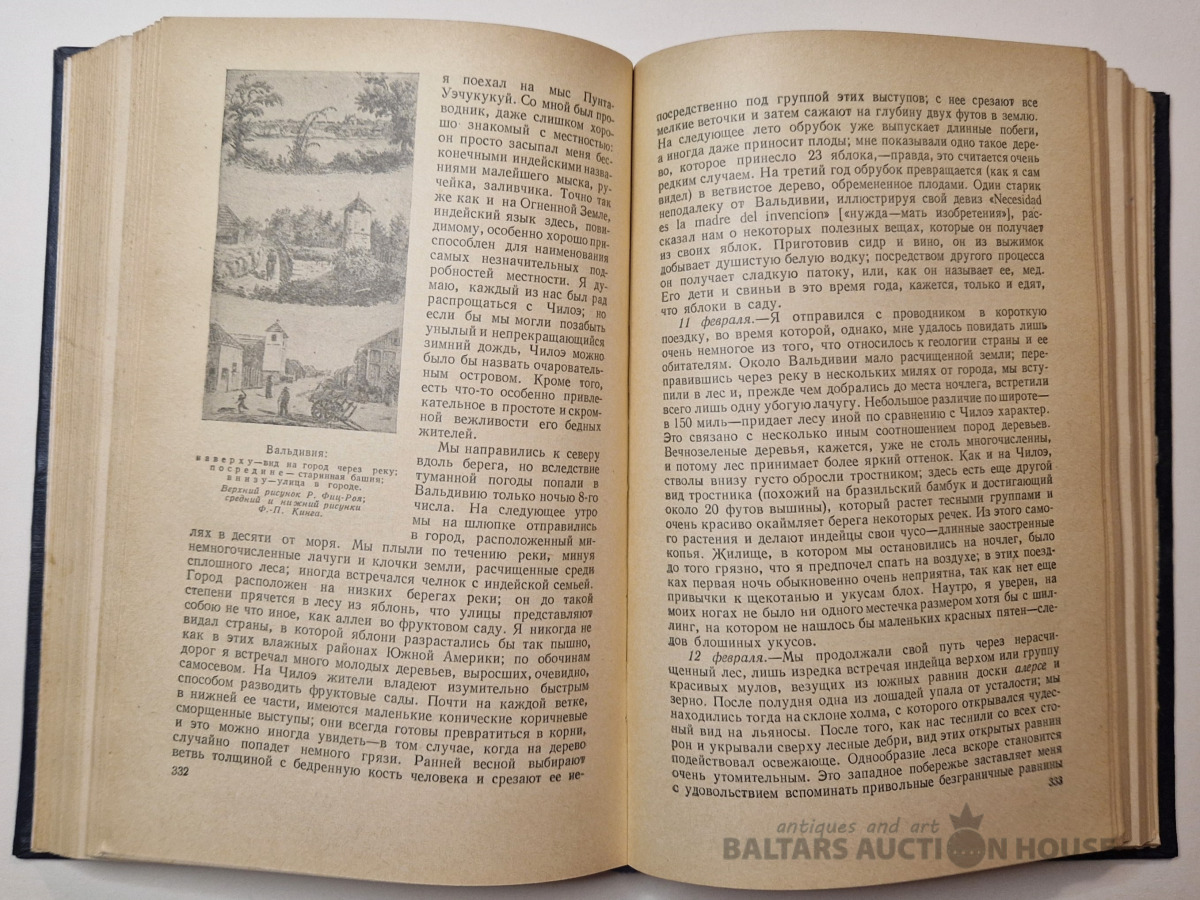 я поехал на мыс Пунта-
Уэчукукуй. Со мной был про-
водник, даже слишком хоро-
шо знакомый с местностью:
он просто засыпал меня бес-
конечными индейскими назва-
ниями малейшего мыска, ру-
чейка, заливчика. Точно так
же как и на Огненной Земле,
индейский язык здесь, пови-
димому, особенно хорошо при-
способлен для наименования
самых незначительных под-
робностей местности. Я ду-
маю, каждый из нас был рад
распрощаться с Чилоэ; но
если бы мы могли позабыть
унылый и непрекращающийся
зимний дождь, Чилоэ можно
было бы назвать очарователь-
ным островом. Кроме того,
есть что-то особенно привле-
кательное в простоте и скром-
ной вежливости его бедных
жителей.
Мы направились к северу
вдоль берега, но вследствие
туманной погоды попали в
Вальдивию только ночью 8-го
числа. На следующее утро
мы на шлюпке отправились
в город, расположенный ми-
Вальдивия:
наверху—вид на город через реку;
посредине—старинная башня;
внизу—улица в городе.
Верхний рисунок Р. Фиц-Роя;
средний и нижний рисунки
Ф.-П. Кинга.
лях в десяти от моря. Мы плыли по течению реки, минуя
немногочисленные лачуги и клочки земли, расчищенные среди
сплошного леса; иногда встречался челнок с индейской семьей.
Город расположен на низких берегах реки; он до такой
степени прячется в лесу из яблонь, что улицы представляют
собою не что иное, как аллеи во фруктовом саду. Я никогда не
видал страны, в которой яблони разрастались бы так пышно,
как в этих влажных районах Южной Америки; по обочинам
дорог я встречал много молодых деревьев, выросших, очевидно,
самосевом. На Чилоэ жители владеют изумительно быстрым
способом разводить фруктовые сады. Почти на каждой ветке,
в нижней ее части, имеются маленькие конические коричневые
сморщенные выступы; они всегда готовы превратиться в корни,
и это можно иногда увидеть—в том случае, когда на дерево
случайно попадет немного грязи. Ранней весной выбирают
ветвь толщиной с бедренную кость человека и срезают ее не-
332
посредственно под группой этих выступов; с нее срезают все
мелкие веточки и затем сажают на глубину двух футов в землю.
На следующее лето обрубок уже выпускает длинные побеги,
а иногда даже приносит плоды; мне показывали одно такое дере-
во, которое принесло 23 яблока,—правда, это считается очень
редким случаем. На третий год обрубок превращается (как я сам
видел) в ветвистое дерево, обремененное плодами. Один старик
неподалеку от Вальдивии, иллюстрируя свой девиз «Necesidad
es la madre del invencion» [«нужда—мать изобретения»], рас-
сказал нам о некоторых полезных вещах, которые он получает
из своих яблок. Приготовив сидр и вино, он из выжимок
добывает душистую белую водку; посредством другого процесса
он получает сладкую патоку, или, как он называет ее, мед.
Его дети и свиньи в это время года, кажется, только и едят,
что яблоки в саду.
11 февраля.—Я отправился с проводником в короткую
поездку, во время которой, однако, мне удалось повидать лишь
очень немногое из того, что относилось к геологии страны и ее
обитателям. Около Вальдивии мало расчищенной земли; пере-
правившись через реку в нескольких милях от города, мы всту-
пили в лес и, прежде чем добрались до места ночлега, встретили
всего лишь одну убогую лачугу. Небольшое различие по широте—
в 150 миль—придает лесу иной по сравнению с Чилоэ характер.
Это связано с несколько иным соотношением пород деревьев.
Вечнозеленые деревья, кажется, уже не столь многочисленны,
и потому лес принимает более яркий оттенок. Как и на Чилоэ,
стволы внизу густо обросли тростником; здесь есть еще другой
вид тростника (похожий на бразильский бамбук и достигающий
около 20 футов вышины), который растет тесными группами и
очень красиво окаймляет берега некоторых речек. Из этого само-
го растения и делают индейцы свои чусо—длинные заостренные
копья. Жилище, в котором мы остановились на ночлег, было
до того грязно, что я предпочел спать на воздухе; в этих поезд-
ках первая ночь обыкновенно очень неприятна, так как нет еще
привычки к щекотанью и укусам блох. Наутро, я уверен, на
моих ногах не было ни одного местечка размером хотя бы с шил-
линг, на котором не нашлось бы маленьких красных пятен—сле-
дов блошиных укусов.
12 февраля.—Мы продолжали свой путь через нерасчи-
щенный лес, лишь изредка встречая индейца верхом или группу
красивых мулов, везущих из южных равнин доски алерсе и
зерно. После полудня одна из лошадей упала от усталости; мы
находились тогда на склоне холма, с которого открывался чудес-
ный вид на льяносы. После того, как нас теснили со всех сто-
рон и укрывали сверху лесные дебри, вид этих открытых равнин
подействовал освежающе. Однообразие леса вскоре становится
очень утомительным. Это западное побережье заставляет меня
с удовольствием вспоминать привольные безграничные равнины
333
antiques and art
BALTARS AUCTION HOUSE